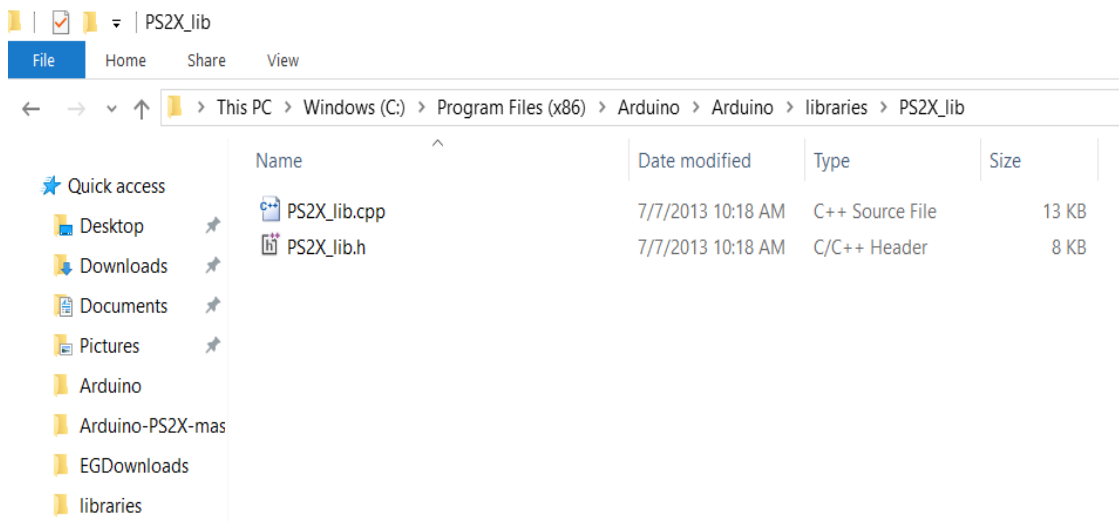 PS2X_lib
File Home Share View
This PC > Windows (C:) > Program Files (x86) > Arduino > Arduino > libraries > PS2X_lib
Name Date modified Type Size
Quick access
Desktop
Downloads
Documents
Pictures
Arduino
Arduino-PS2X-mas
EGDownloads
libraries
PS2X_lib.cpp 7/7/2013 10:18 AM C++ Source File 13 KB
PS2X_lib.h 7/7/2013 10:18 AM C/C++ Header 8 KB